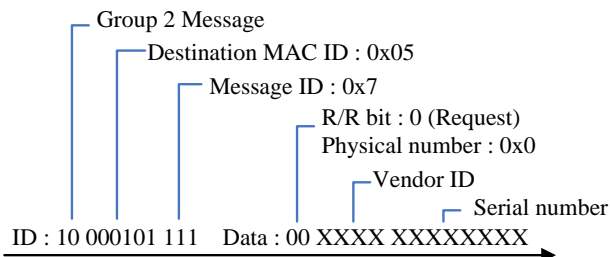 Group 2 Message
Destination MAC ID : 0x05
Message ID : 0x7
R/R bit : 0 (Request)
Physical number : 0x0
Vendor ID
Serial number
ID : 10 000101 111 Data : 00 XXXX XXXXXXXX